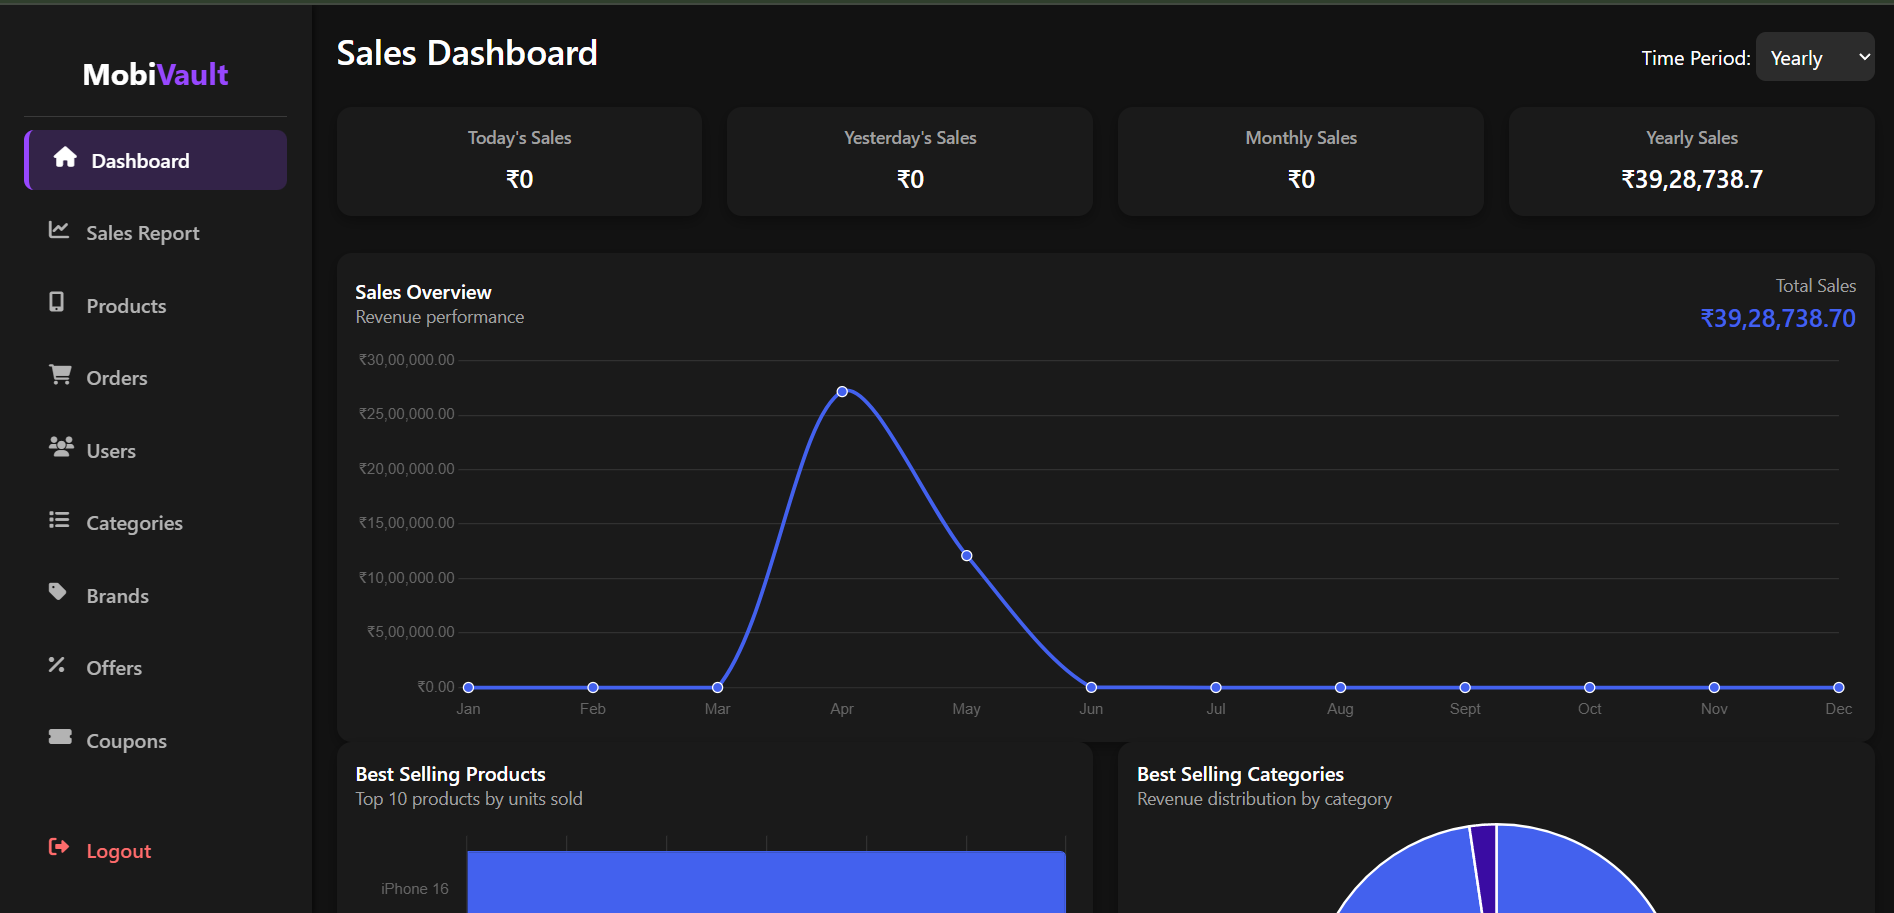 MobiVault
Dashboard
Sales Report
Products
Orders
Users
Categories
Brands
Offers
Coupons
Logout
Sales Dashboard
Time Period: Yearly
Today's Sales
₹0
Yesterday's Sales
₹0
Monthly Sales
₹0
Yearly Sales
₹39,28,738.7
Sales Overview
Revenue performance
Total Sales
₹39,28,738.70
₹30,00,000.00
₹25,00,000.00
₹20,00,000.00
₹15,00,000.00
₹10,00,000.00
₹5,00,000.00
₹0.00
Jan Feb Mar Apr May Jun Jul Aug Sept Oct Nov Dec
Best Selling Products
Top 10 products by units sold
iPhone 16
Best Selling Categories
Revenue distribution by category